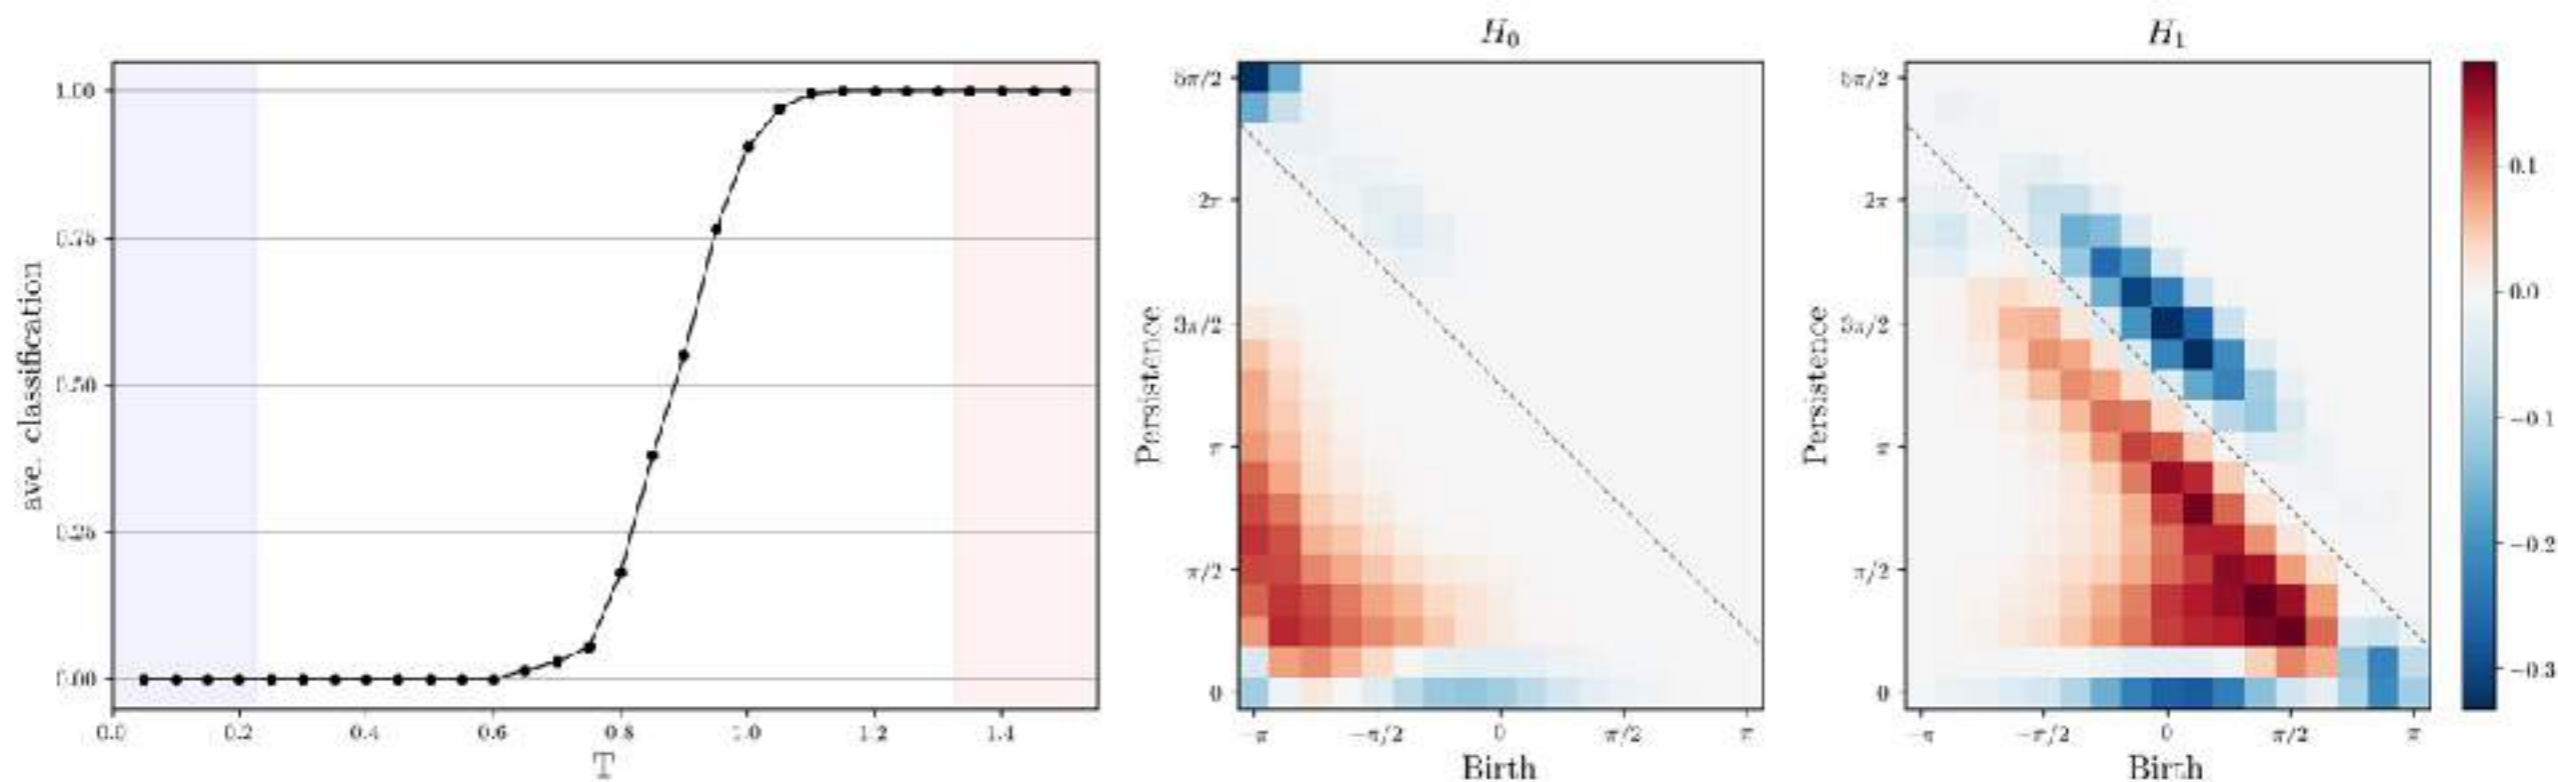 ave. classification
1.00
0.75
0.50
0.25
0.00
0.0 0.2 0.4 0.6 0.8 1.0 1.2 1.4
T
H₀
Persistence
5π/2
2π
3π/2
π
π/2
0
−π −π/2 0 π/2 π
Birth
H₁
Persistence
5π/2
2π
3π/2
π
π/2
0
−π −π/2 0 π/2 π
Birth
0.1
0.0
−0.1
−0.2
−0.3